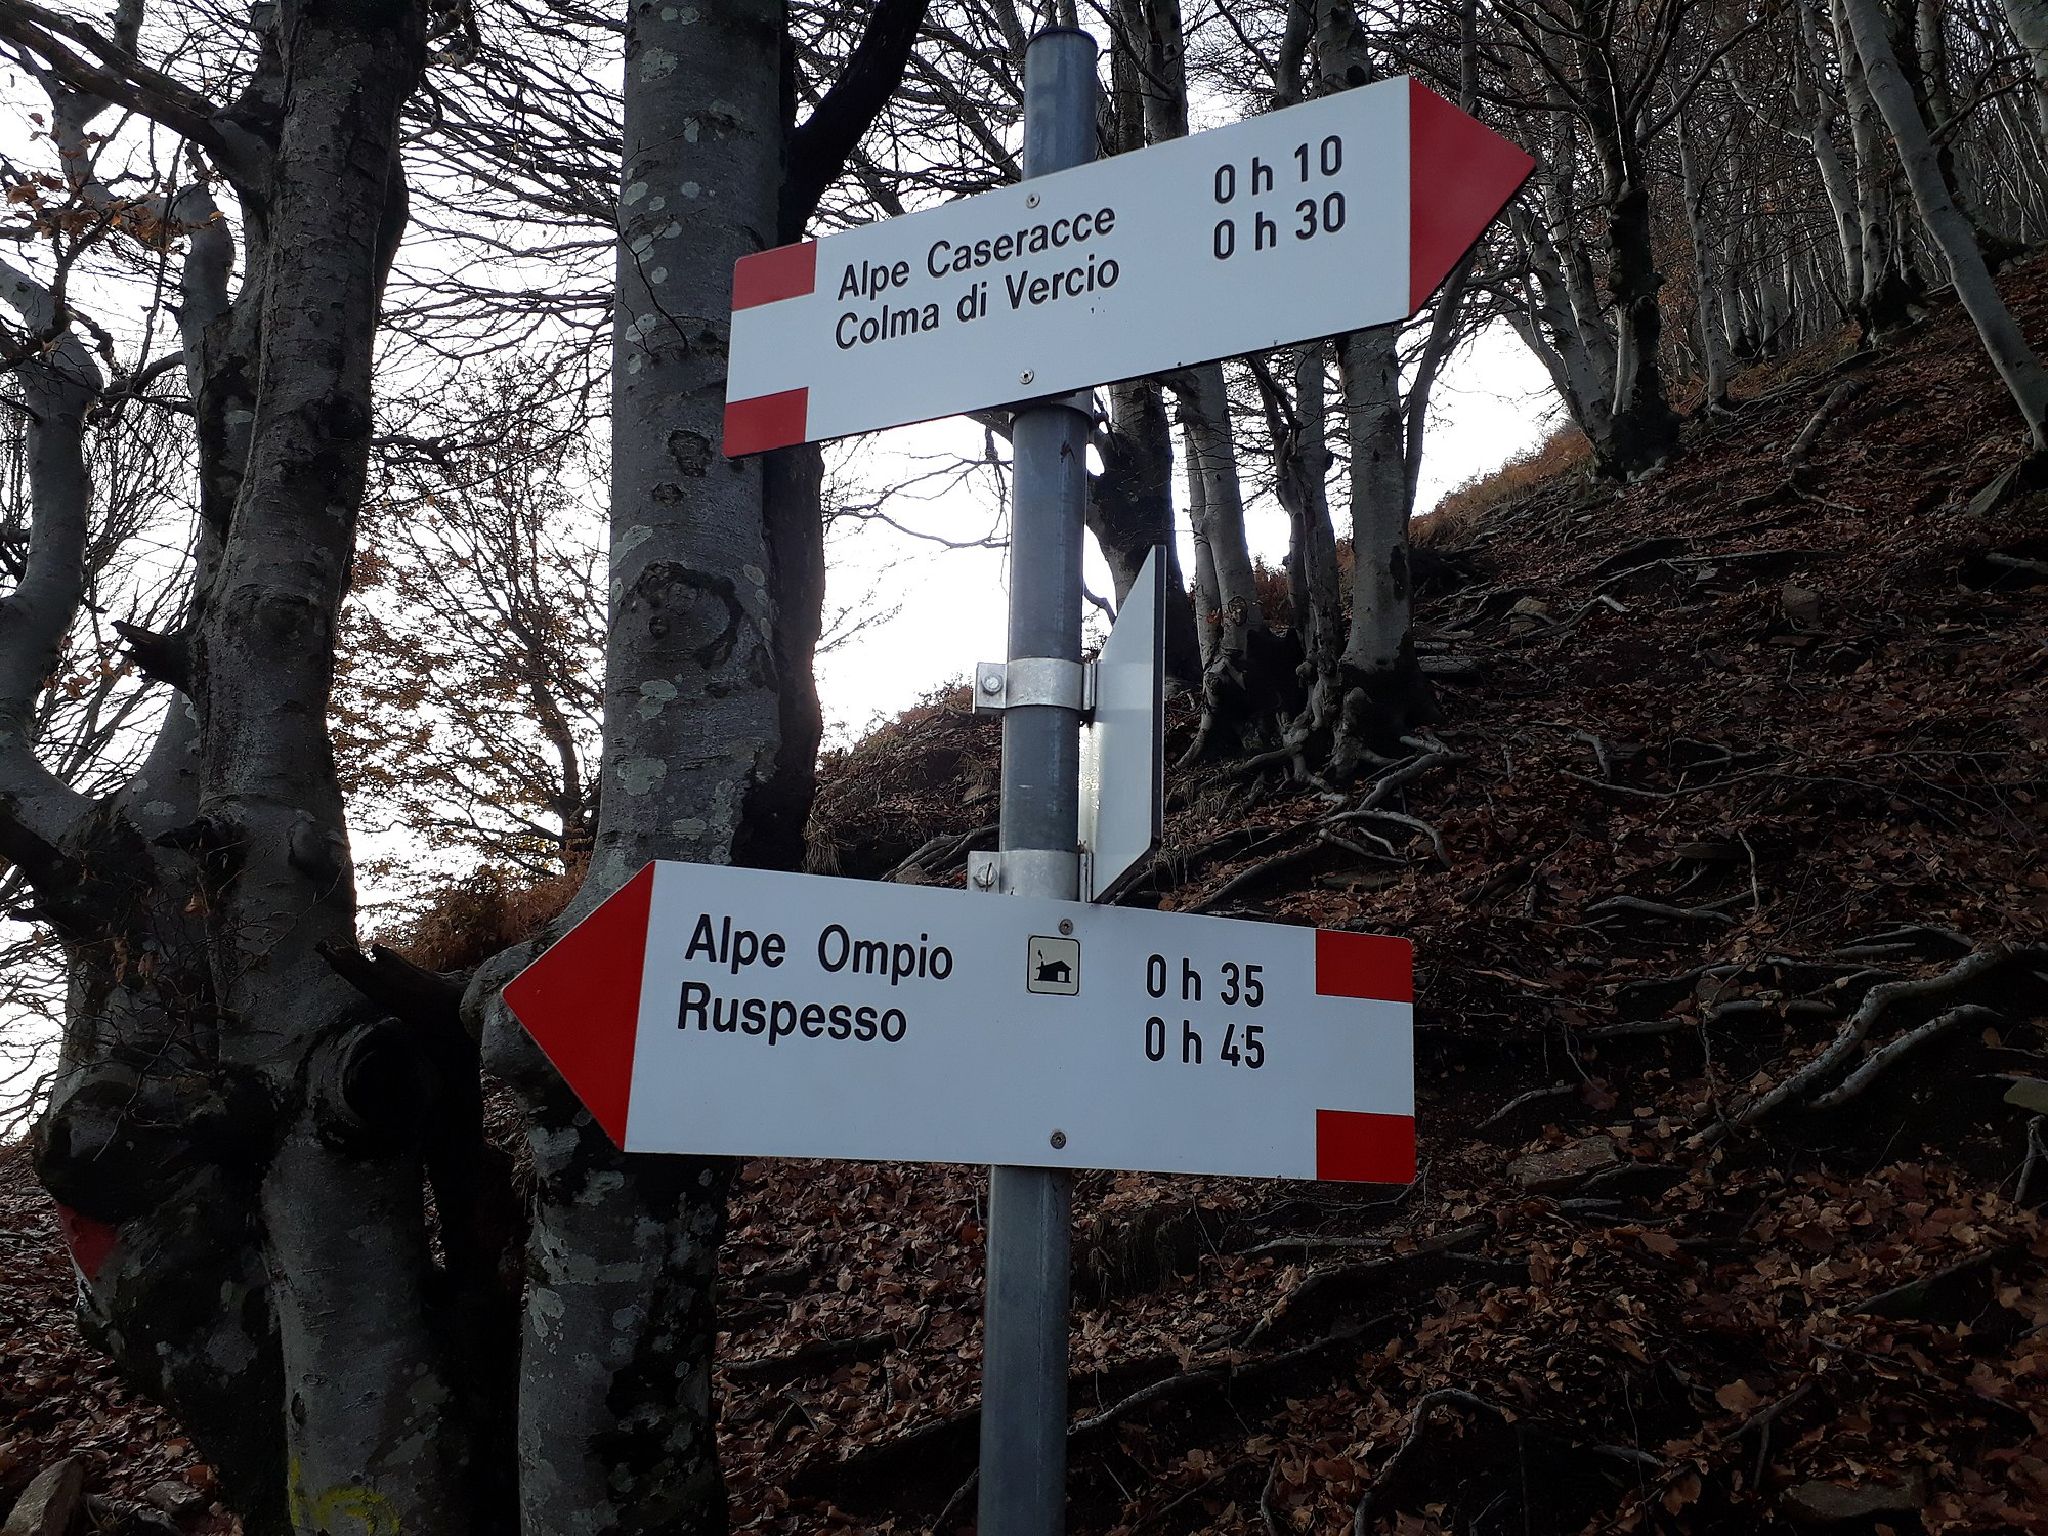 Alpe Caseracce 0 h 10
Colma di Vercio 0 h 30
Alpe Ompio 0 h 35
Ruspesso 0 h 45